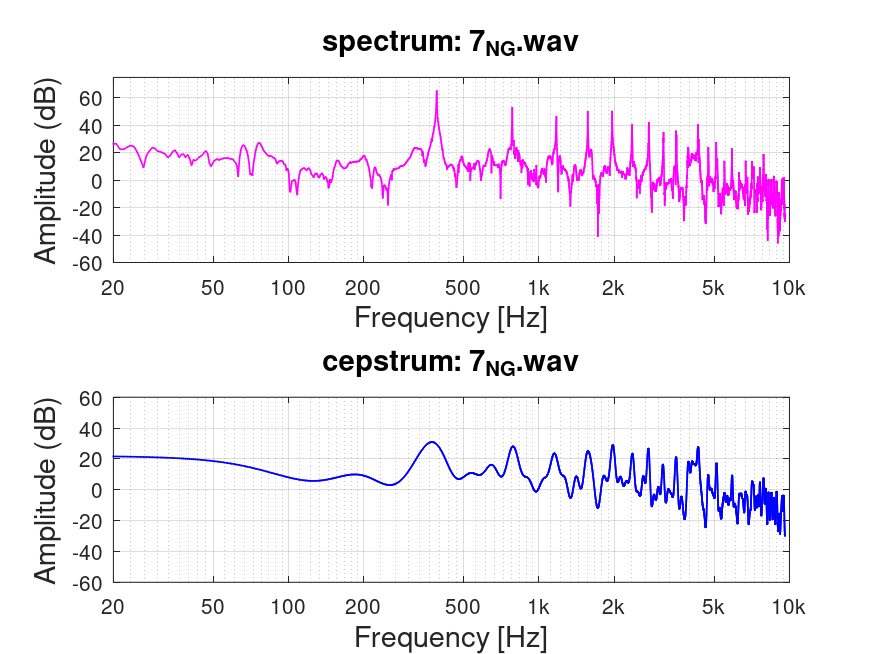 spectrum: 7NG.wav
Amplitude (dB)
60
40
20
0
-20
-40
-60
20 50 100 200 500 1k 2k 5k 10k
Frequency [Hz]
cepstrum: 7NG.wav
Amplitude (dB)
60
40
20
0
-20
-40
-60
20 50 100 200 500 1k 2k 5k 10k
Frequency [Hz]